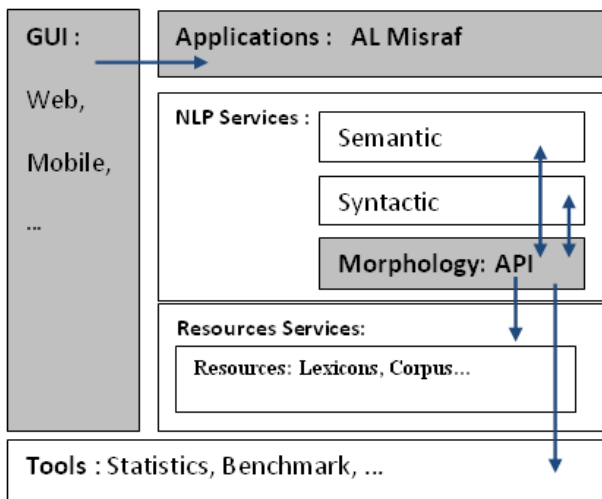 GUI :
Web,
Mobile,
...
Applications : AL Misraf
NLP Services :
Semantic
Syntactic
Morphology: API
Resources Services:
Resources: Lexicons, Corpus...
Tools : Statistics, Benchmark, ...